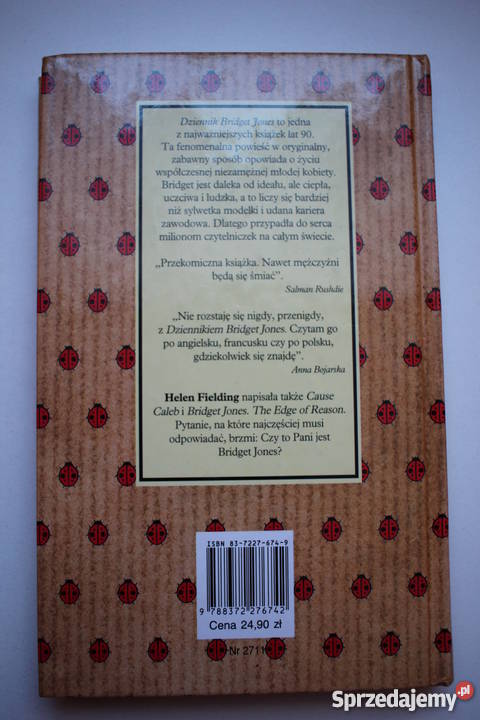 Dziennik Bridget Jones to jedna
z najważniejszych książek lat 90.
Ta fenomenalna powieść w oryginalny,
zabawny sposób opowiada o życiu
współczesnej niezamężnej młodej kobiety.
Bridget jest daleka od ideału, ale ciepła,
uczciwa i ludzka, a to liczy się bardziej
niż sylwetka modelki i udana kariera
zawodowa. Dlatego przypadła do serca
milionom czytelniczek na całym świecie.
„Przekomiczna książka. Nawet mężczyźni
będą się śmiać”.
Salman Rushdie
„Nie rozstaję się nigdy, przenigdy,
z Dziennikiem Bridget Jones. Czytam go
po angielsku, francusku czy po polsku,
gdziekolwiek się znajdę”.
Anna Bojarska
Helen Fielding napisała także Cause
Caleb i Bridget Jones. The Edge of Reason.
Pytanie, na które najczęściej musi
odpowiadać, brzmi: Czy to Pani jest
Bridget Jones?
ISBN 83-7227-674-9
9 788372 276742
Cena 24,90 zł
Nr 2711
Sprzedajemy.pl